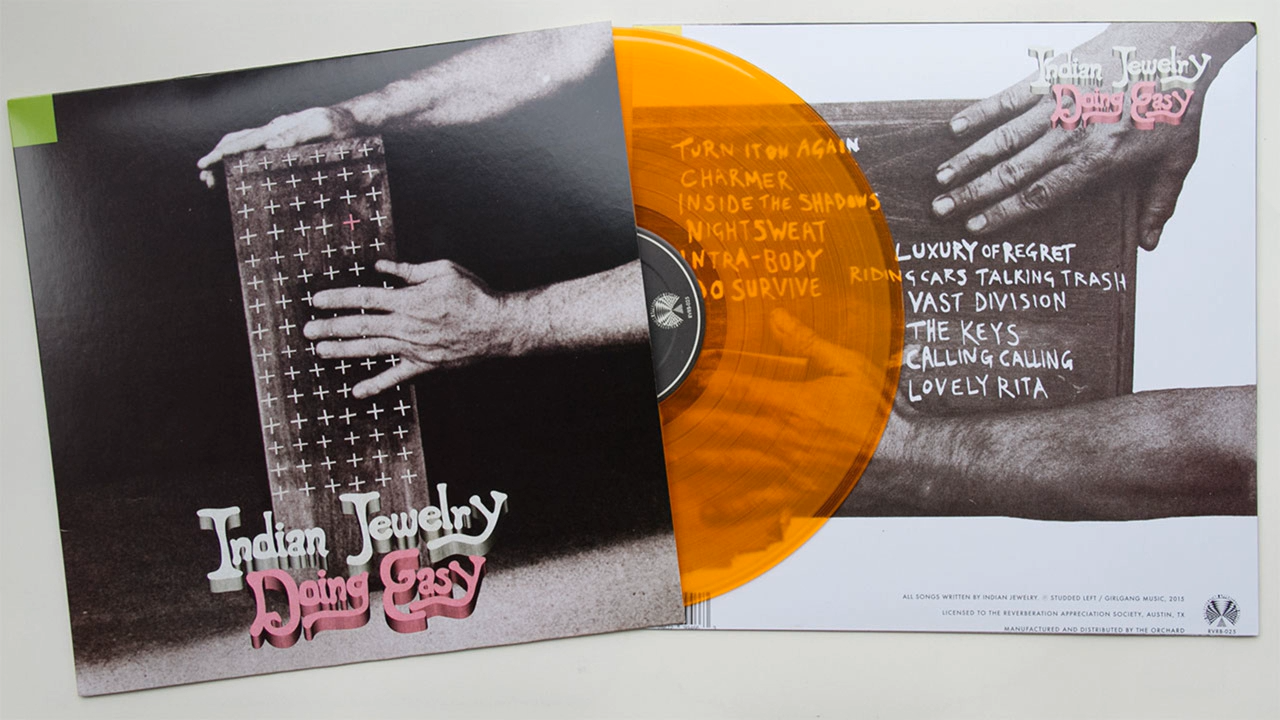 Indian Jewelry
Doing Easy
Indian Jewelry
Doing Easy
TURN IT ON AGAIN
CHARMER
INSIDE THE SHADOWS
NIGHTSWEAT
INTRA-BODY
TO SURVIVE
LUXURY OF REGRET
RIDING CARS TALKING TRASH
VAST DIVISION
THE KEYS
CALLING CALLING
LOVELY RITA
RVRB-025
ALL SONGS WRITTEN BY INDIAN JEWELRY. ℗ STUDDED LEFT / GIRLGANG MUSIC, 2015
LICENSED TO THE REVERBERATION APPRECIATION SOCIETY, AUSTIN, TX
MANUFACTURED AND DISTRIBUTED BY THE ORCHARD
RVRB-025